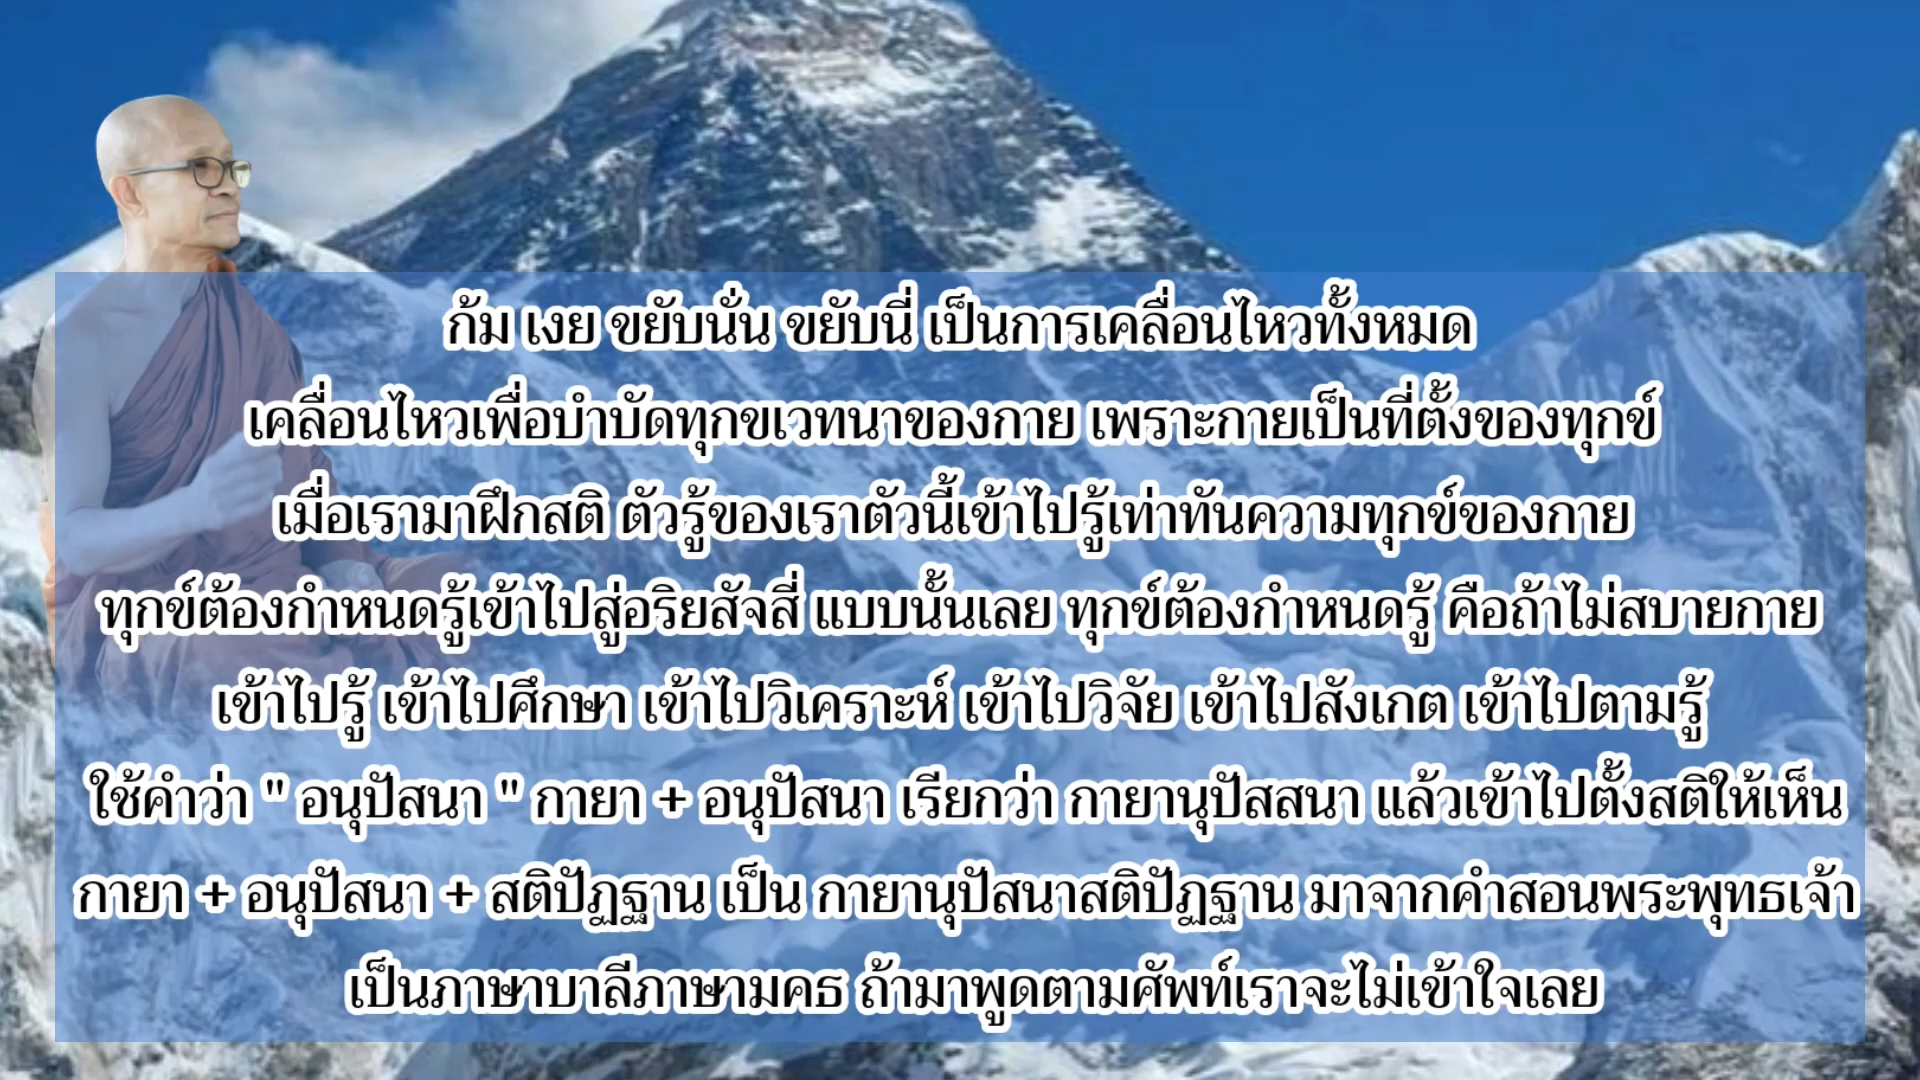 ก้ม เงย ขยับนั่น ขยับนี่ เป็นการเคลื่อนไหวทั้งหมด
เคลื่อนไหวเพื่อบำบัดทุกขเวทนาของกาย เพราะกายเป็นที่ตั้งของทุกข์
เมื่อเรามาฝึกสติ ตัวรู้ของเราตัวนี้เข้าไปรู้เท่าทันความทุกข์ของกาย
ทุกข์ต้องกำหนดรู้เข้าไปสู่อริยสัจสี่ แบบนั้นเลย ทุกข์ต้องกำหนดรู้ คือถ้าไม่สบายกาย
เข้าไปรู้ เข้าไปศึกษา เข้าไปวิเคราะห์ เข้าไปวิจัย เข้าไปสังเกต เข้าไปตามรู้
ใช้คำว่า " อนุปัสนา " กายา + อนุปัสนา เรียกว่า กายานุปัสสนา แล้วเข้าไปตั้งสติให้เห็น
กายา + อนุปัสนา + สติปัฏฐาน เป็น กายานุปัสนาสติปัฏฐาน มาจากคำสอนพระพุทธเจ้า
เป็นภาษาบาลีภาษามคธ ถ้ามาพูดตามศัพท์เราจะไม่เข้าใจเลย